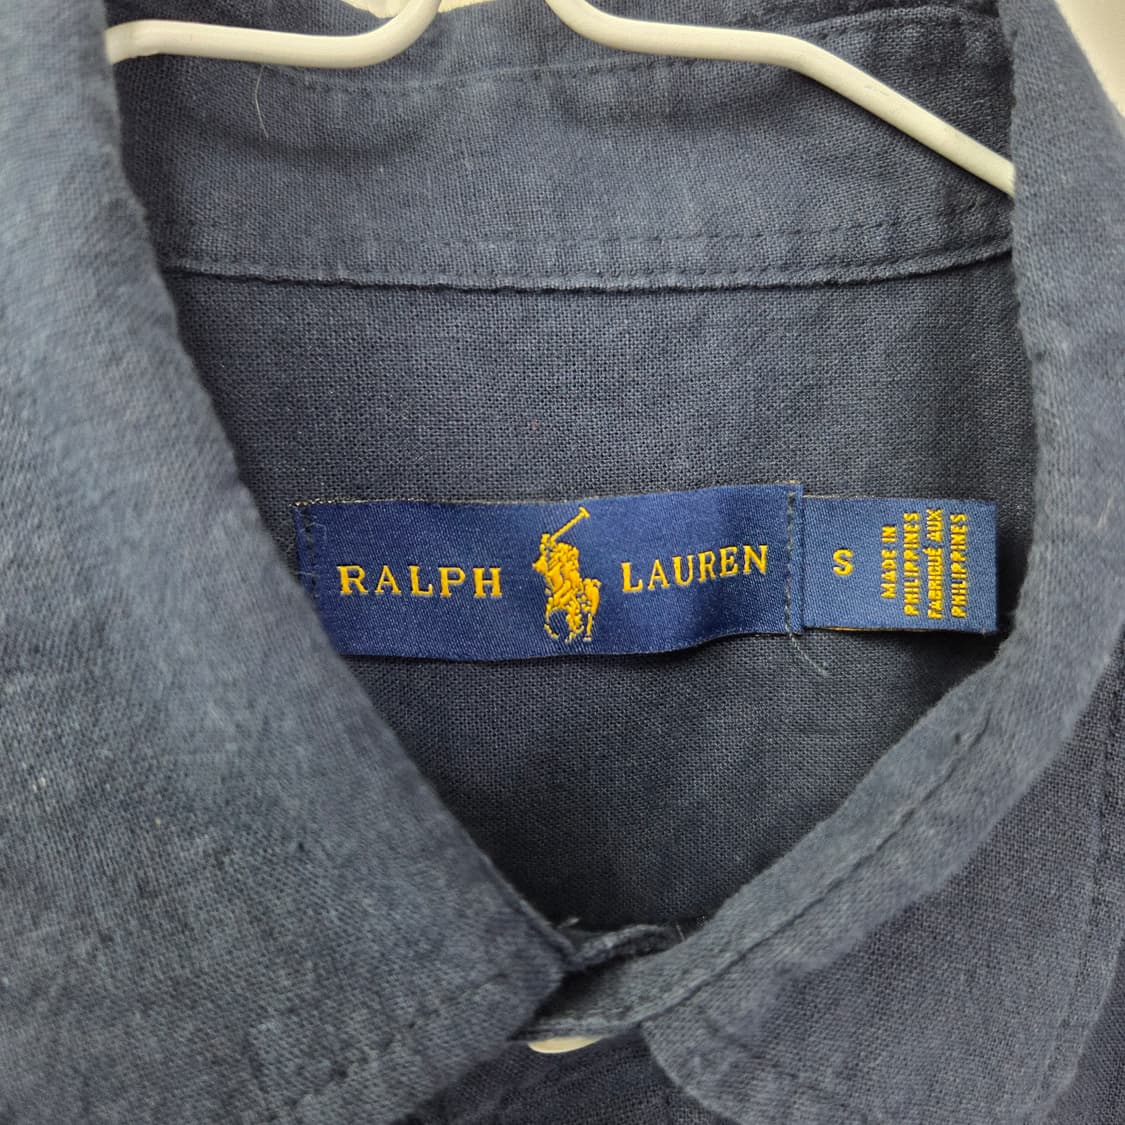 RALPH LAUREN
S
MADE IN
PHILIPPINES
FABRIQUÉ AUX
PHILIPPINES